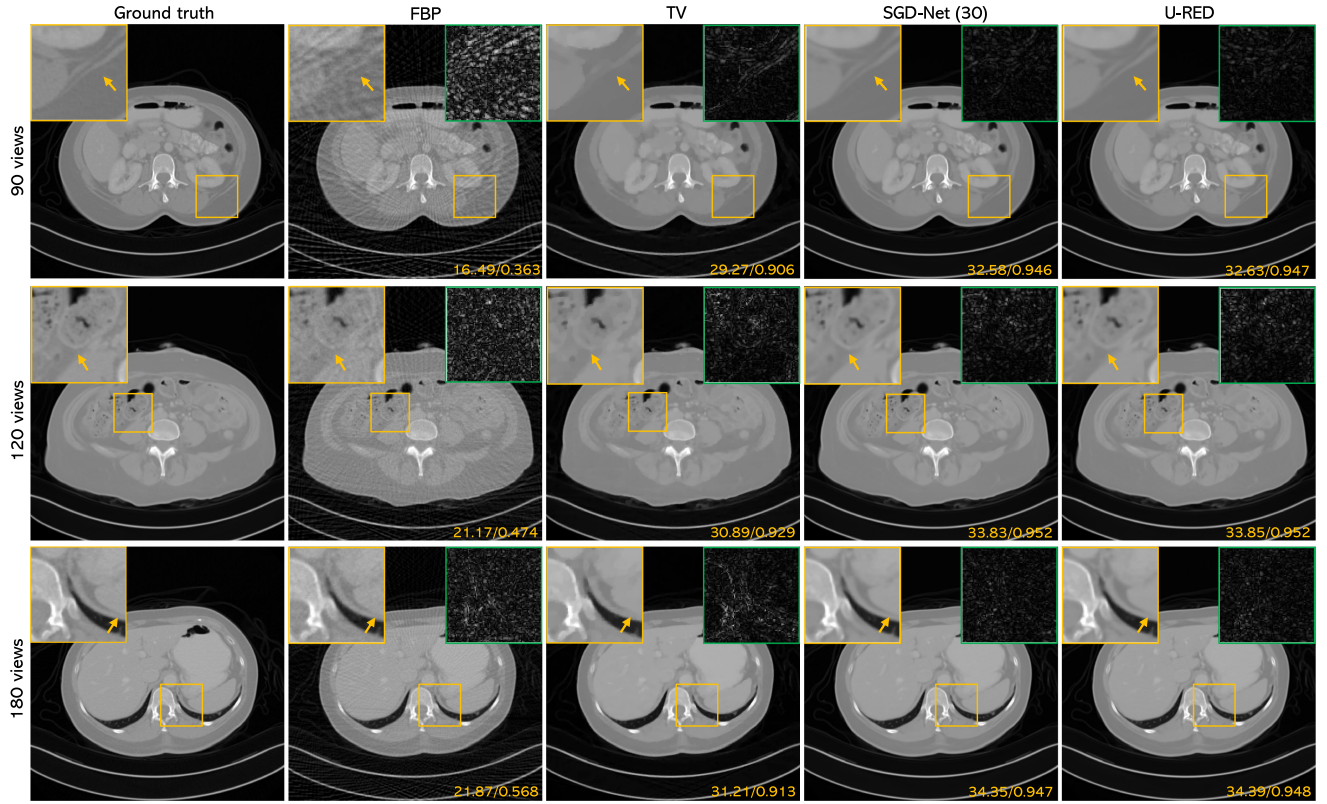 Ground truth FBP TV SGD-Net (30) U-RED
90 views
16.49/0.363 29.27/0.906 32.58/0.946 32.63/0.947
120 views
21.17/0.474 30.89/0.929 33.83/0.952 33.85/0.952
180 views
21.87/0.568 31.21/0.913 34.35/0.947 34.39/0.948